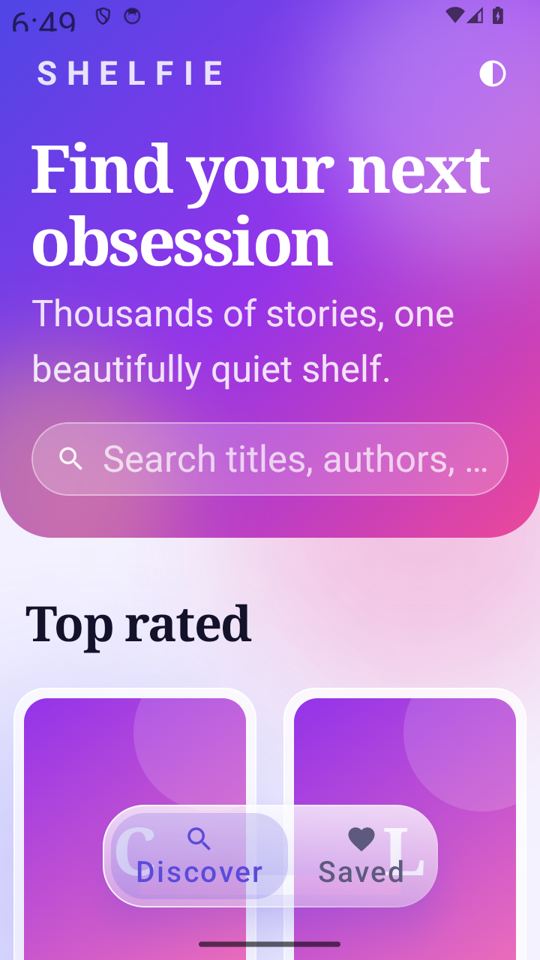 6:49
SHELFIE
Find your next
obsession
Thousands of stories, one
beautifully quiet shelf.
Search titles, authors, ...
Top rated
C
L
Discover
Saved